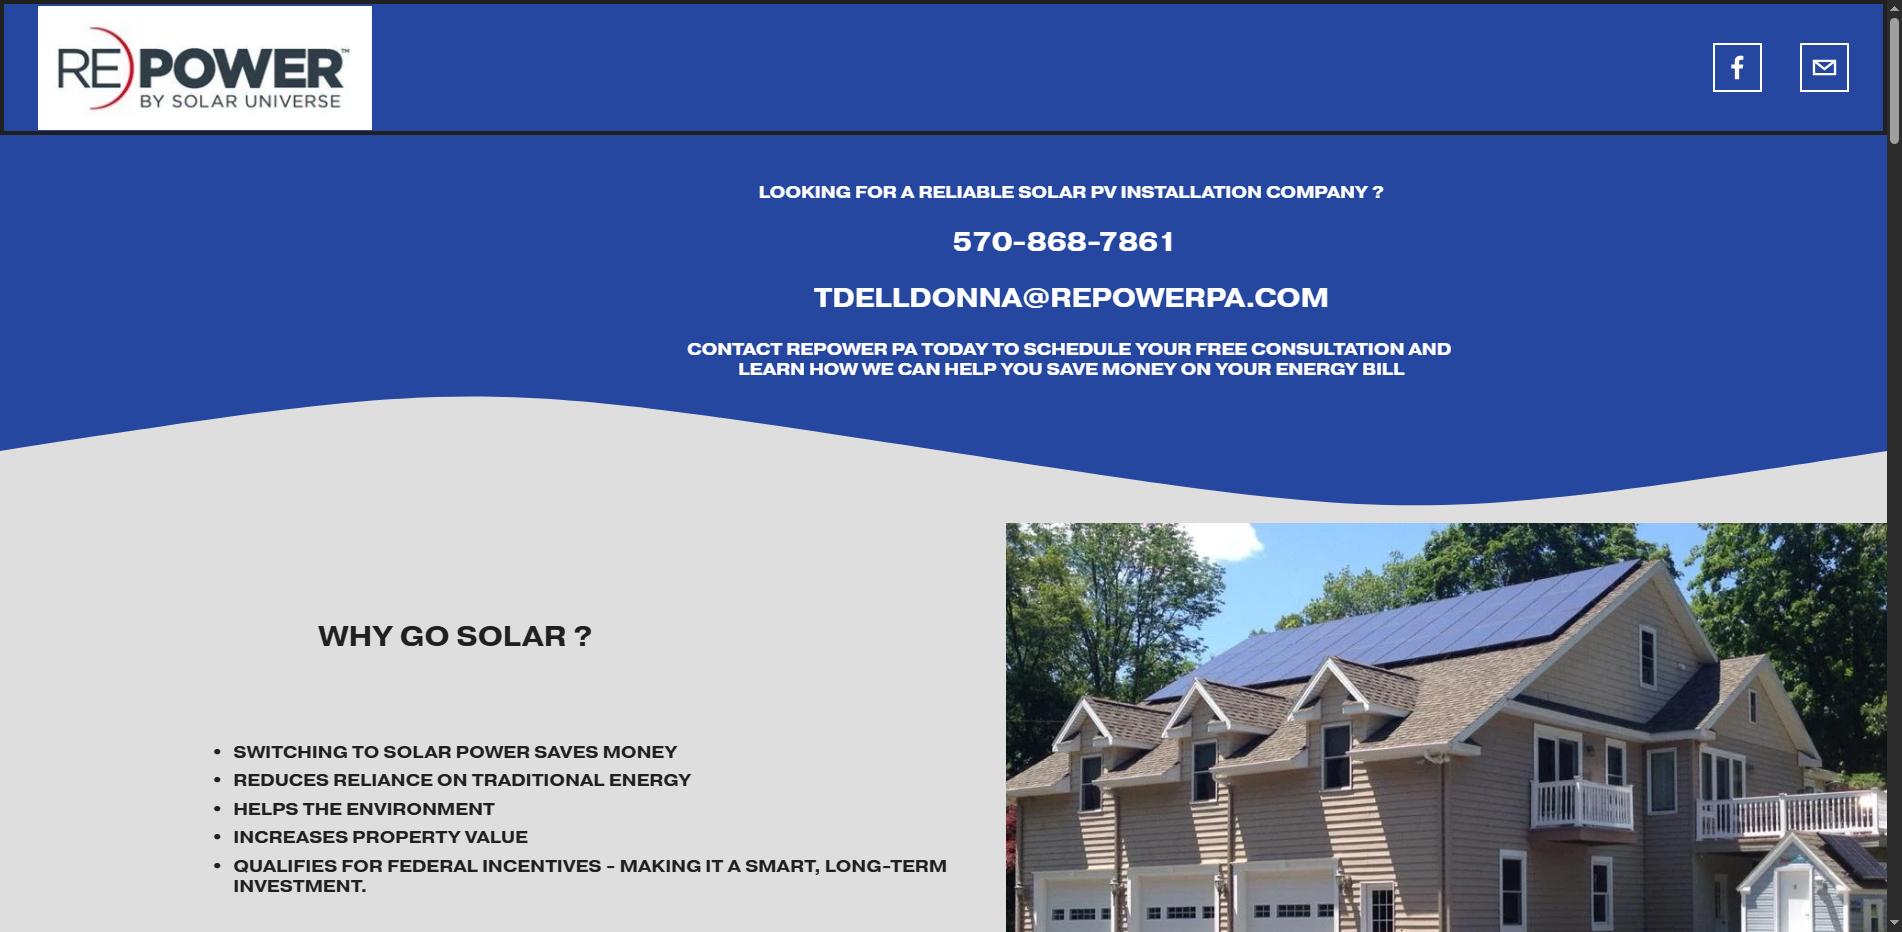 RE POWER™
BY SOLAR UNIVERSE
LOOKING FOR A RELIABLE SOLAR PV INSTALLATION COMPANY ?
570-868-7861
TDELLDONNA@REPOWERPA.COM
CONTACT REPOWER PA TODAY TO SCHEDULE YOUR FREE CONSULTATION AND
LEARN HOW WE CAN HELP YOU SAVE MONEY ON YOUR ENERGY BILL
WHY GO SOLAR ?
• SWITCHING TO SOLAR POWER SAVES MONEY
• REDUCES RELIANCE ON TRADITIONAL ENERGY
• HELPS THE ENVIRONMENT
• INCREASES PROPERTY VALUE
• QUALIFIES FOR FEDERAL INCENTIVES - MAKING IT A SMART, LONG-TERM
INVESTMENT.